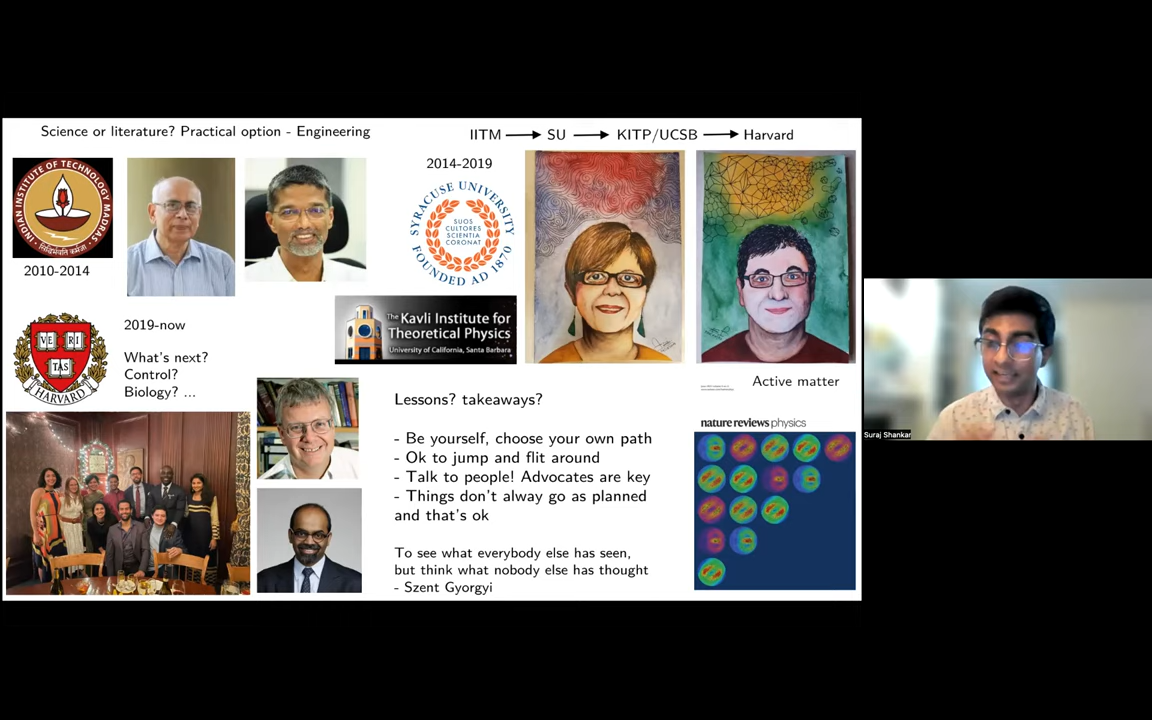 Science or literature? Practical option - Engineering
IITM SU KITP/UCSB Harvard
INDIAN INSTITUTE OF TECHNOLOGY MADRAS
सिद्धिर्भवति कर्मजा
2010-2014
2014-2019
SYRACUSE UNIVERSITY
FOUNDED AD 1870
SUOS
CULTORES
SCIENTIA
CORONAT
The Kavli Institute for
Theoretical Physics
University of California, Santa Barbara
VE RI
TAS
HARVARD
2019-now
What's next?
Control?
Biology? ...
Active matter
nature reviews physics
Lessons? takeaways?
- Be yourself, choose your own path
- Ok to jump and flit around
- Talk to people! Advocates are key
- Things don't alway go as planned
and that's ok
To see what everybody else has seen,
but think what nobody else has thought
- Szent Gyorgyi
Suraj Shankar